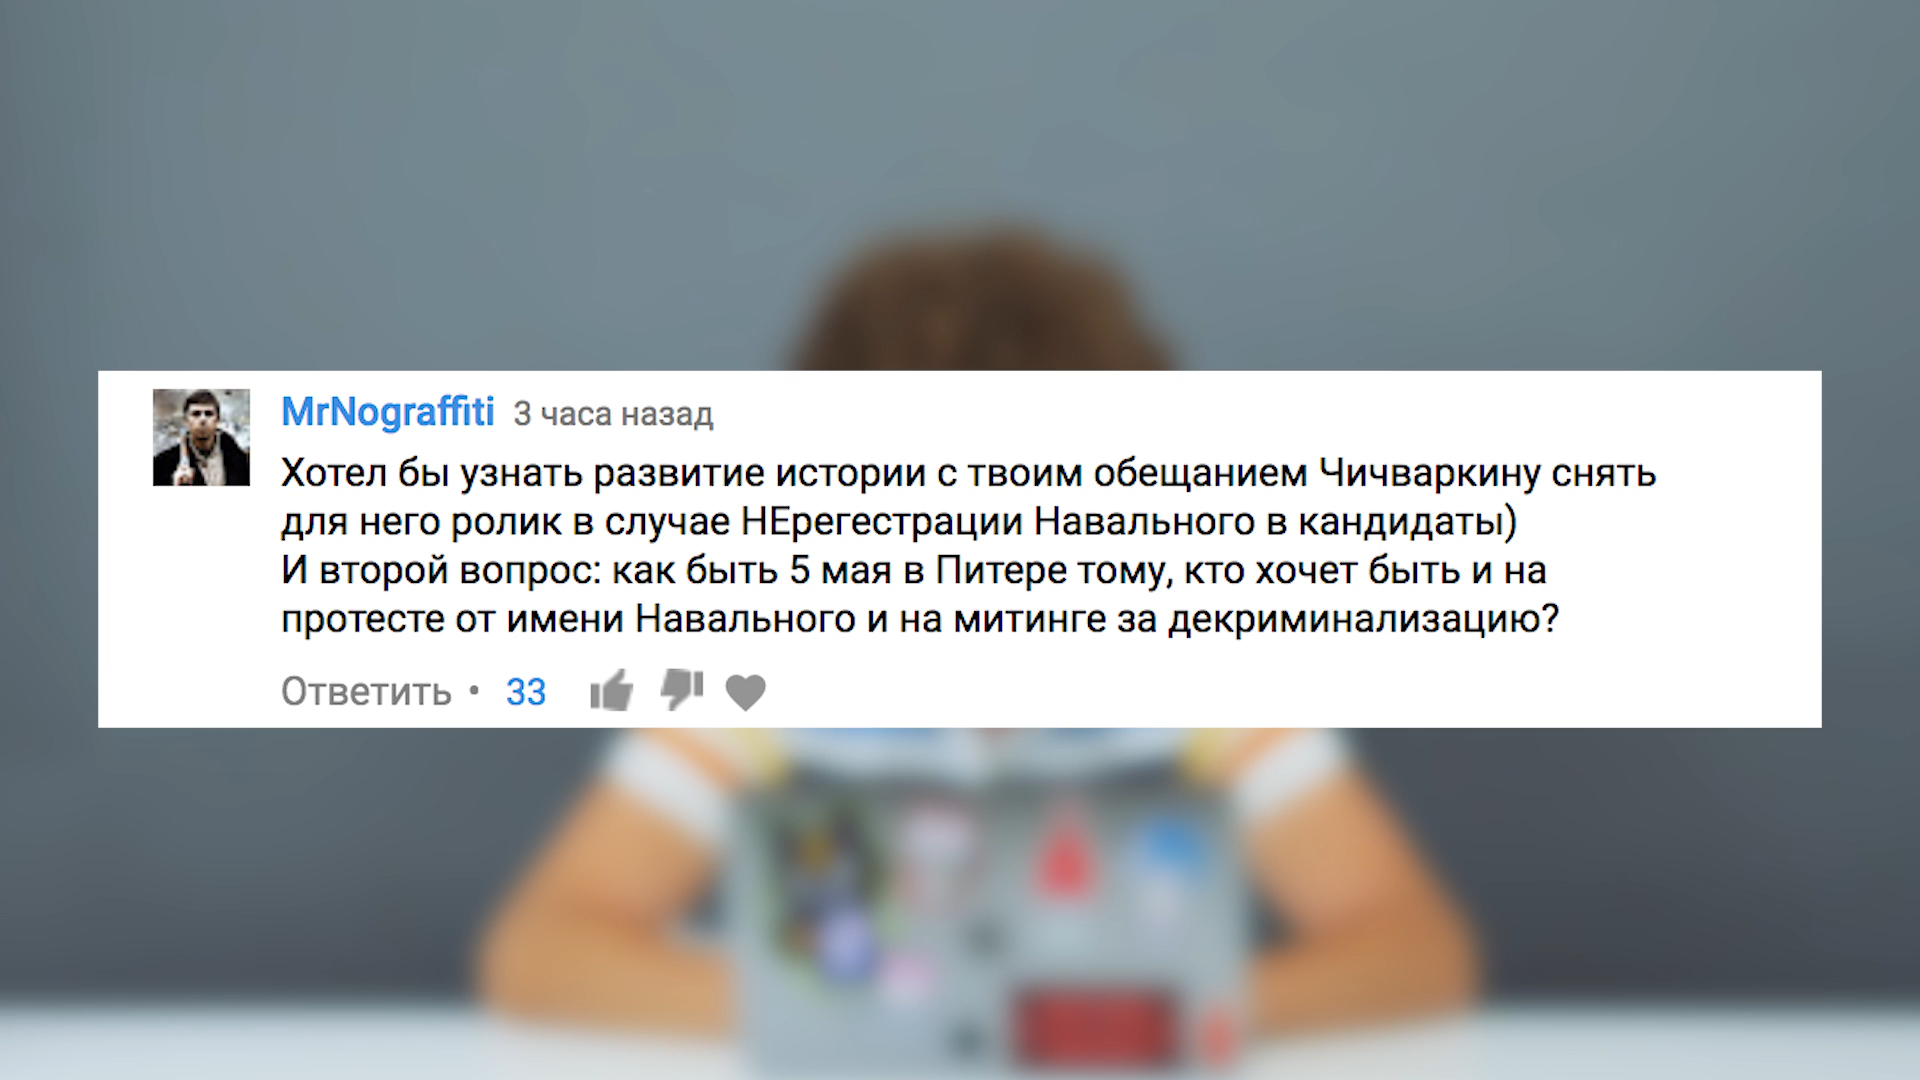 MrNograffiti 3 часа назад
Хотел бы узнать развитие истории с твоим обещанием Чичваркину снять
для него ролик в случае НЕрегестрации Навального в кандидаты)
И второй вопрос: как быть 5 мая в Питере тому, кто хочет быть и на
протесте от имени Навального и на митинге за декриминализацию?
Ответить • 33